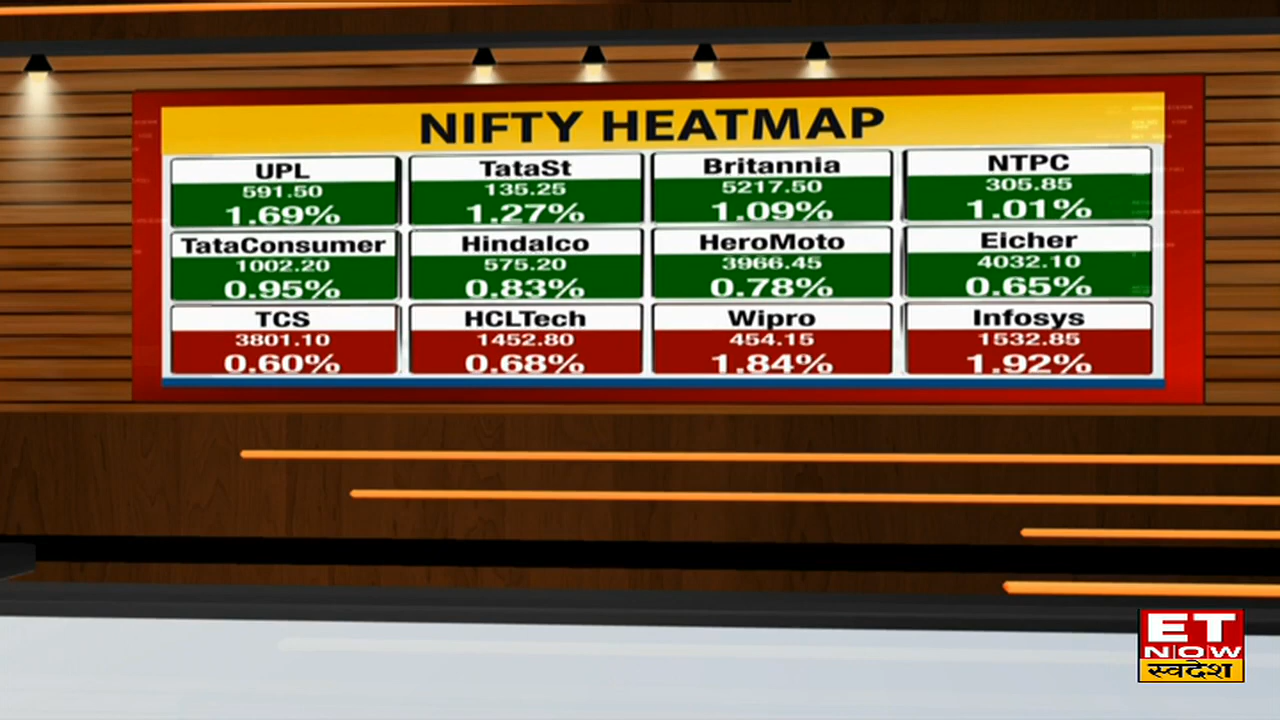 NIFTY HEATMAP
UPL
591.50
1.69%
TataSt
135.25
1.27%
Britannia
5217.50
1.09%
NTPC
305.85
1.01%
TataConsumer
1002.20
0.95%
Hindalco
575.20
0.83%
HeroMoto
3966.45
0.78%
Eicher
4032.10
0.65%
TCS
3801.10
0.60%
HCLTech
1452.80
0.68%
Wipro
454.15
1.84%
Infosys
1532.85
1.92%
ET
NOW
स्वदेश